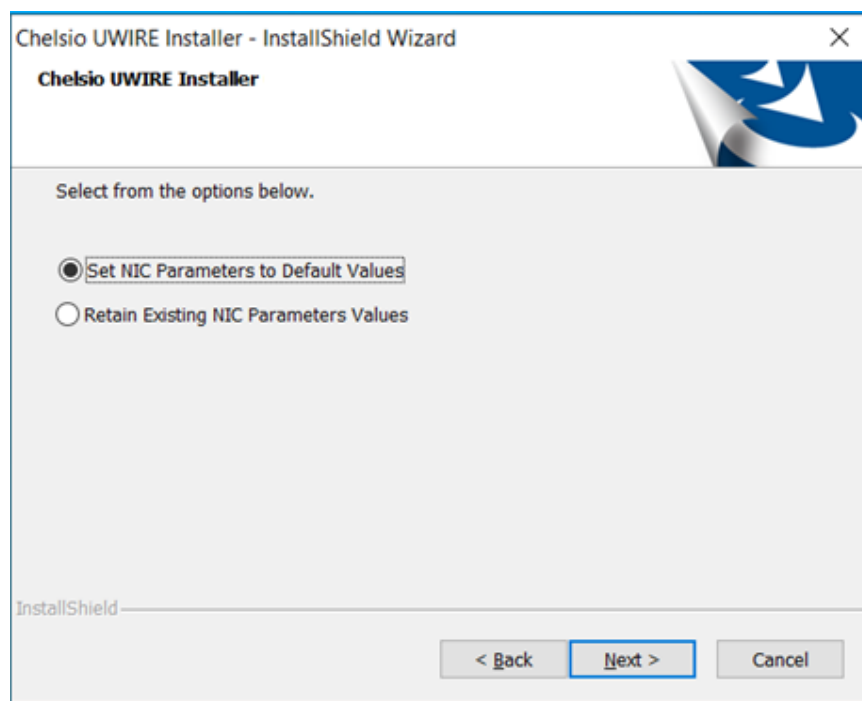 Chelsio UWIRE Installer - InstallShield Wizard
Chelsio UWIRE Installer
Select from the options below.
Set NIC Parameters to Default Values
Retain Existing NIC Parameters Values
InstallShield
< Back Next > Cancel